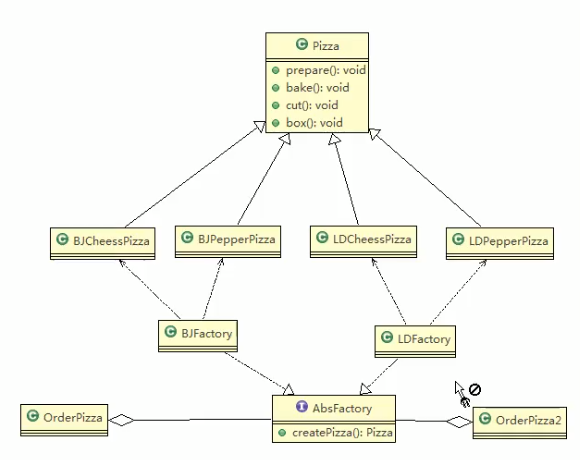 Pizza
prepare(): void
bake(): void
cut(): void
box(): void
BJCheessPizza
BJPepperPizza
LDCheessPizza
LDPepperPizza
BJFactory
LDFactory
OrderPizza
AbsFactory
createPizza(): Pizza
OrderPizza2